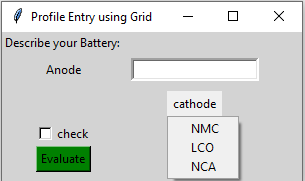 Profile Entry using Grid
Describe your Battery:
Anode
cathode
NMC
LCO
NCA
check
Evaluate